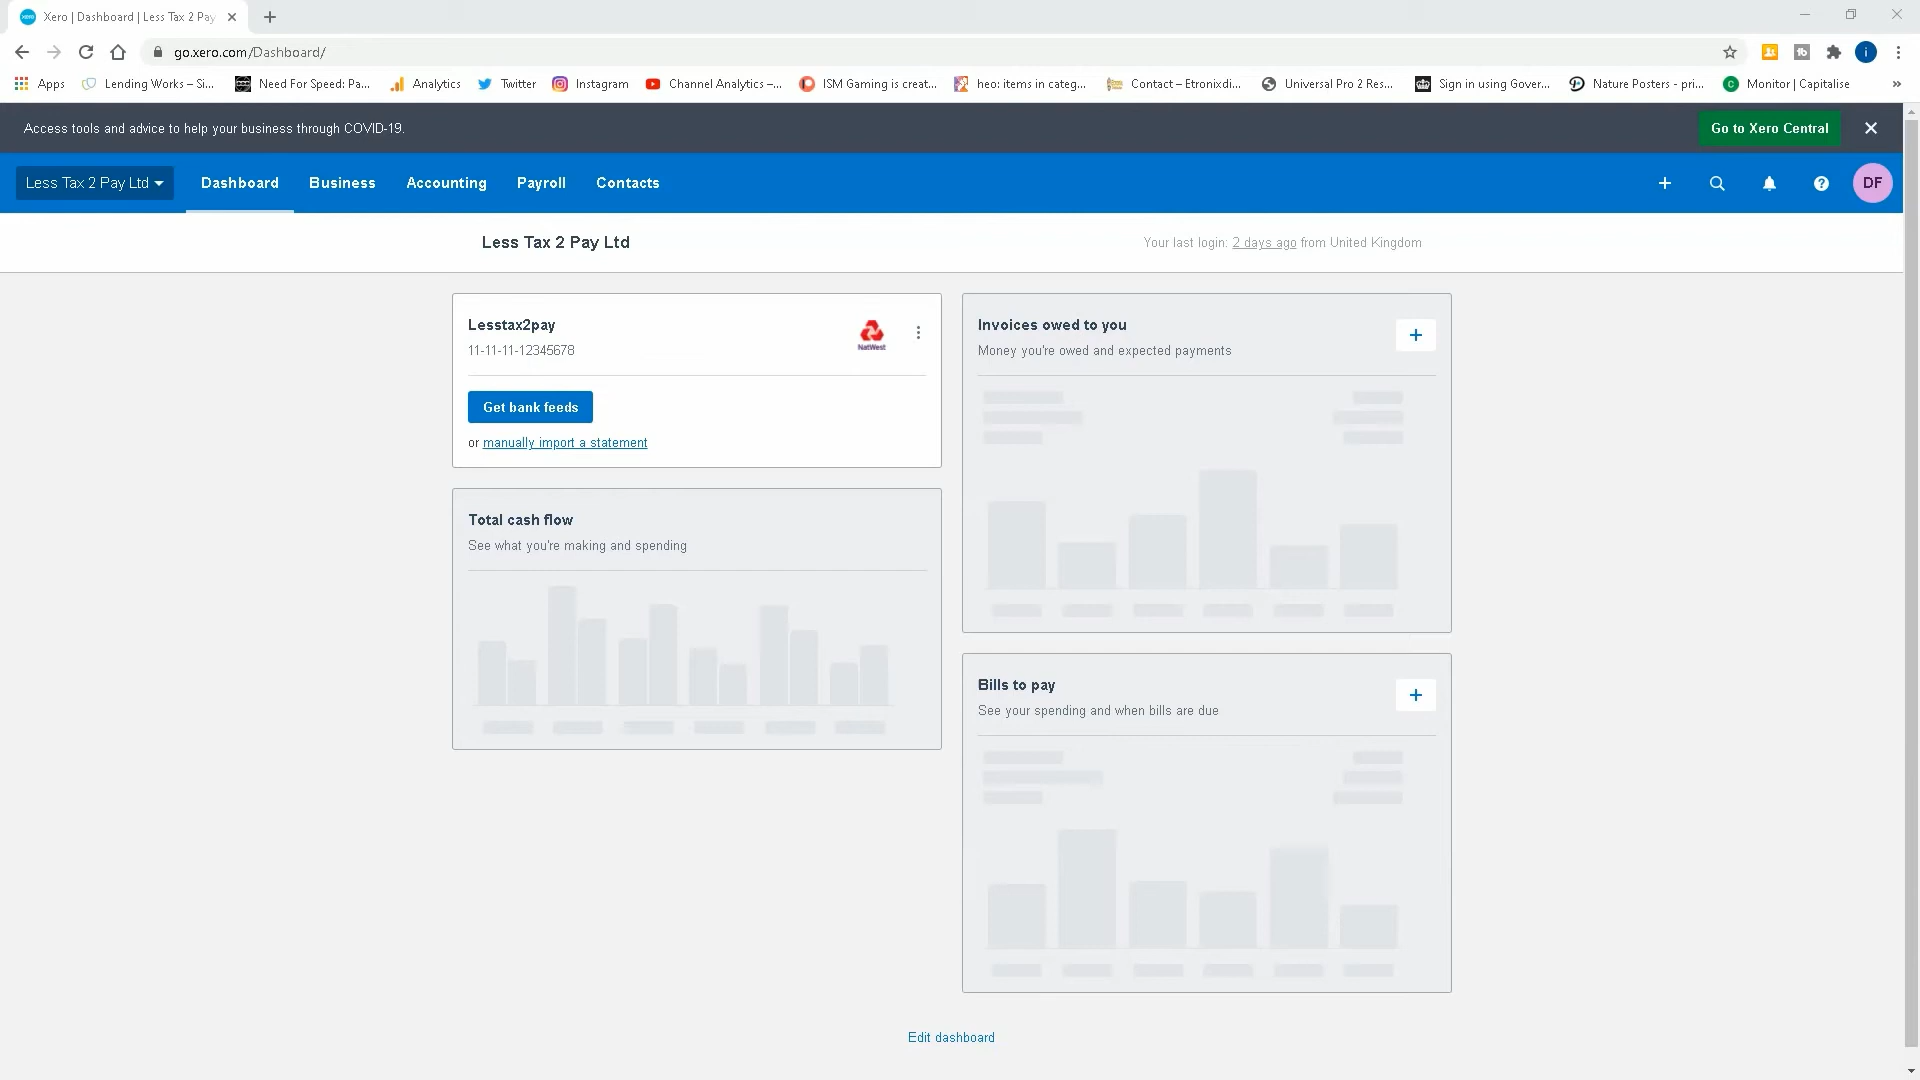 Xero | Dashboard | Less Tax 2 Pay
go.xero.com/Dashboard/
Apps Lending Works – Si... Need For Speed: Pa... Analytics Twitter Instagram Channel Analytics –... ISM Gaming is creat... heo: items in categ... Contact – Etronixdi... Universal Pro 2 Res... Sign in using Gover... Nature Posters - pri... Monitor | Capitalise »
Access tools and advice to help your business through COVID-19. Go to Xero Central
Less Tax 2 Pay Ltd Dashboard Business Accounting Payroll Contacts DF
Less Tax 2 Pay Ltd Your last login: 2 days ago from United Kingdom
Lesstax2pay
11-11-11-12345678
NatWest
Get bank feeds
or manually import a statement
Total cash flow
See what you're making and spending
Invoices owed to you
Money you're owed and expected payments
Bills to pay
See your spending and when bills are due
Edit dashboard